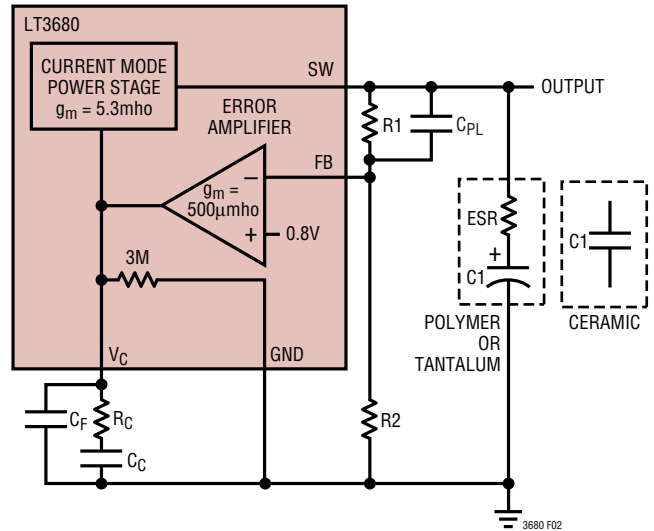 LT3680
CURRENT MODE
POWER STAGE
gm = 5.3mho
SW
OUTPUT
ERROR
AMPLIFIER
R1
CPL
FB
gm =
500µmho
−
+
0.8V
ESR
+
C1
C1
3M
POLYMER
OR
TANTALUM
CERAMIC
VC
GND
CF
RC
CC
R2
3680 F02